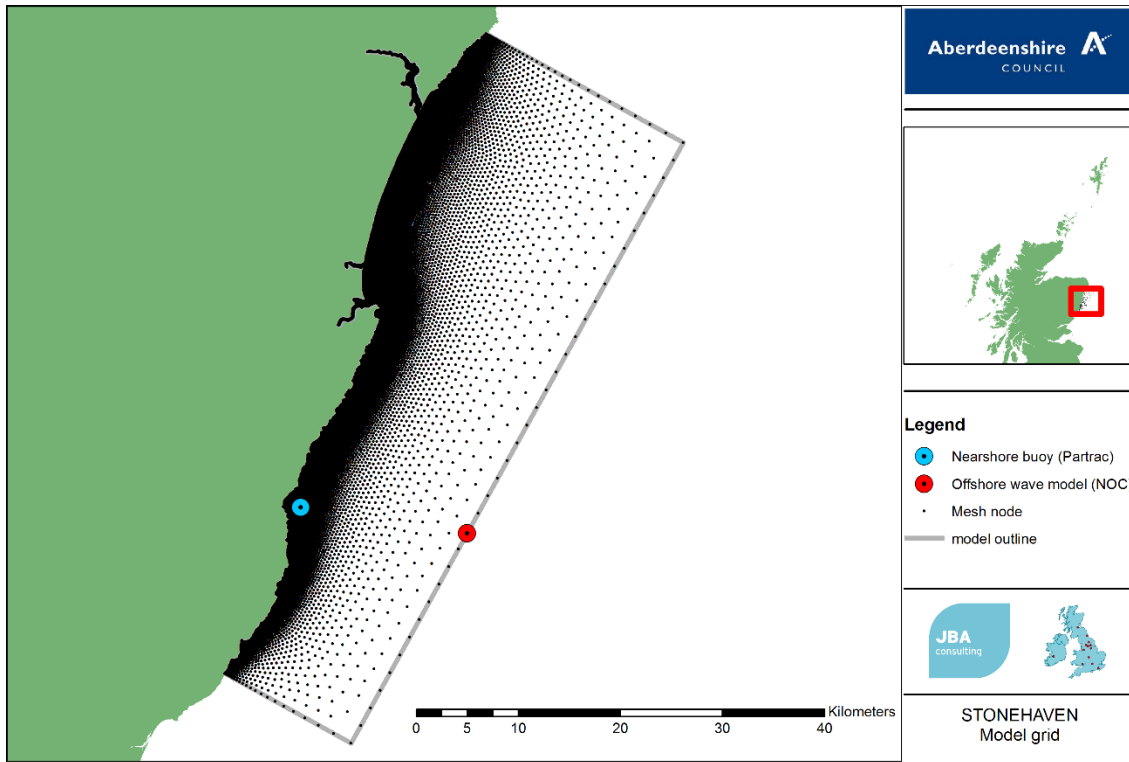 Aberdeenshire
COUNCIL
Legend
Nearshore buoy (Partrac)
Offshore wave model (NOC)
Mesh node
model outline
JBA
consulting
Kilometers
0 5 10 20 30 40
STONEHAVEN
Model grid